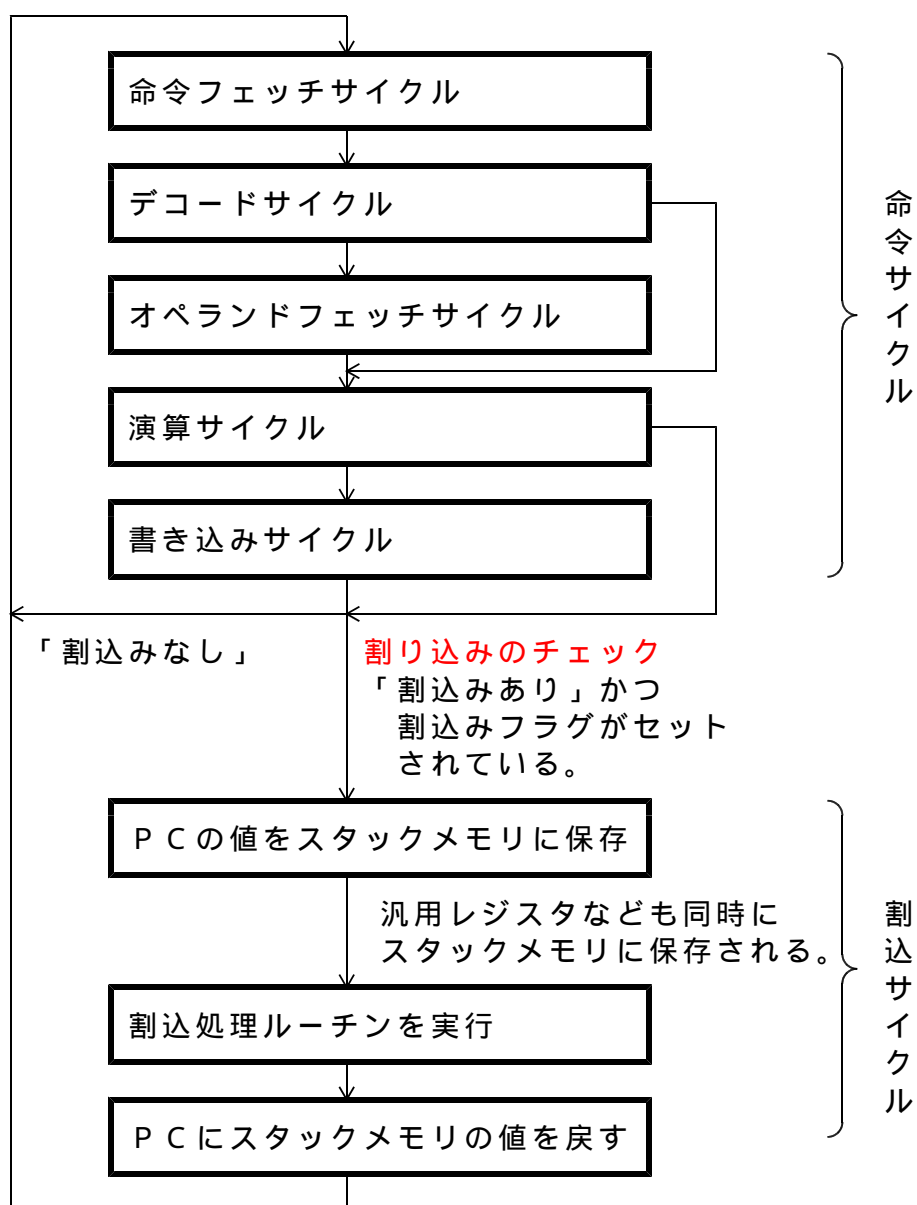 命令フェッチサイクル
デコードサイクル
オペランドフェッチサイクル
演算サイクル
書き込みサイクル
命令サイクル
「割込みなし」
割り込みのチェック
「割込みあり」かつ
割込みフラグがセット
されている。
ＰＣの値をスタックメモリに保存
汎用レジスタなども同時に
スタックメモリに保存される。
割込処理ルーチンを実行
ＰＣにスタックメモリの値を戻す
割込サイクル